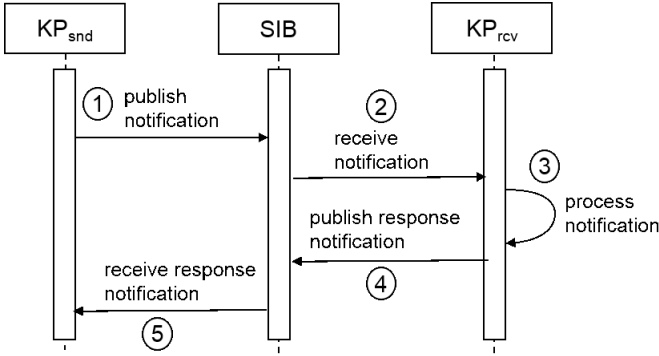 KPsnd
SIB
KPrcv
1
publish
notification
2
receive
notification
3
process
notification
publish response
notification
4
receive response
notification
5